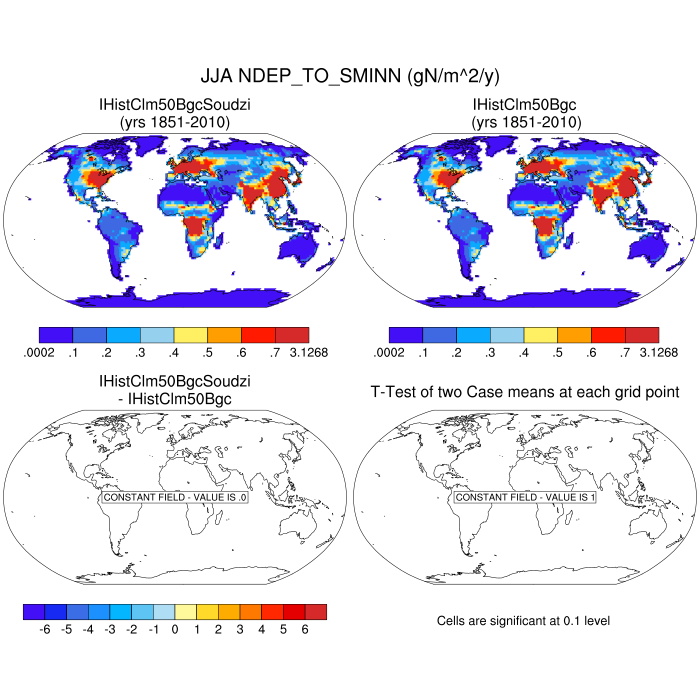 JJA NDEP_TO_SMINN (gN/m^2/y)
IHistClm50BgcSoudzi
(yrs 1851-2010)
IHistClm50Bgc
(yrs 1851-2010)
.0002 .1 .2 .3 .4 .5 .6 .7 3.1268
.0002 .1 .2 .3 .4 .5 .6 .7 3.1268
IHistClm50BgcSoudzi
- IHistClm50Bgc
T-Test of two Case means at each grid point
CONSTANT FIELD - VALUE IS .0
CONSTANT FIELD - VALUE IS 1
-6 -5 -4 -3 -2 -1 0 1 2 3 4 5 6
Cells are significant at 0.1 level